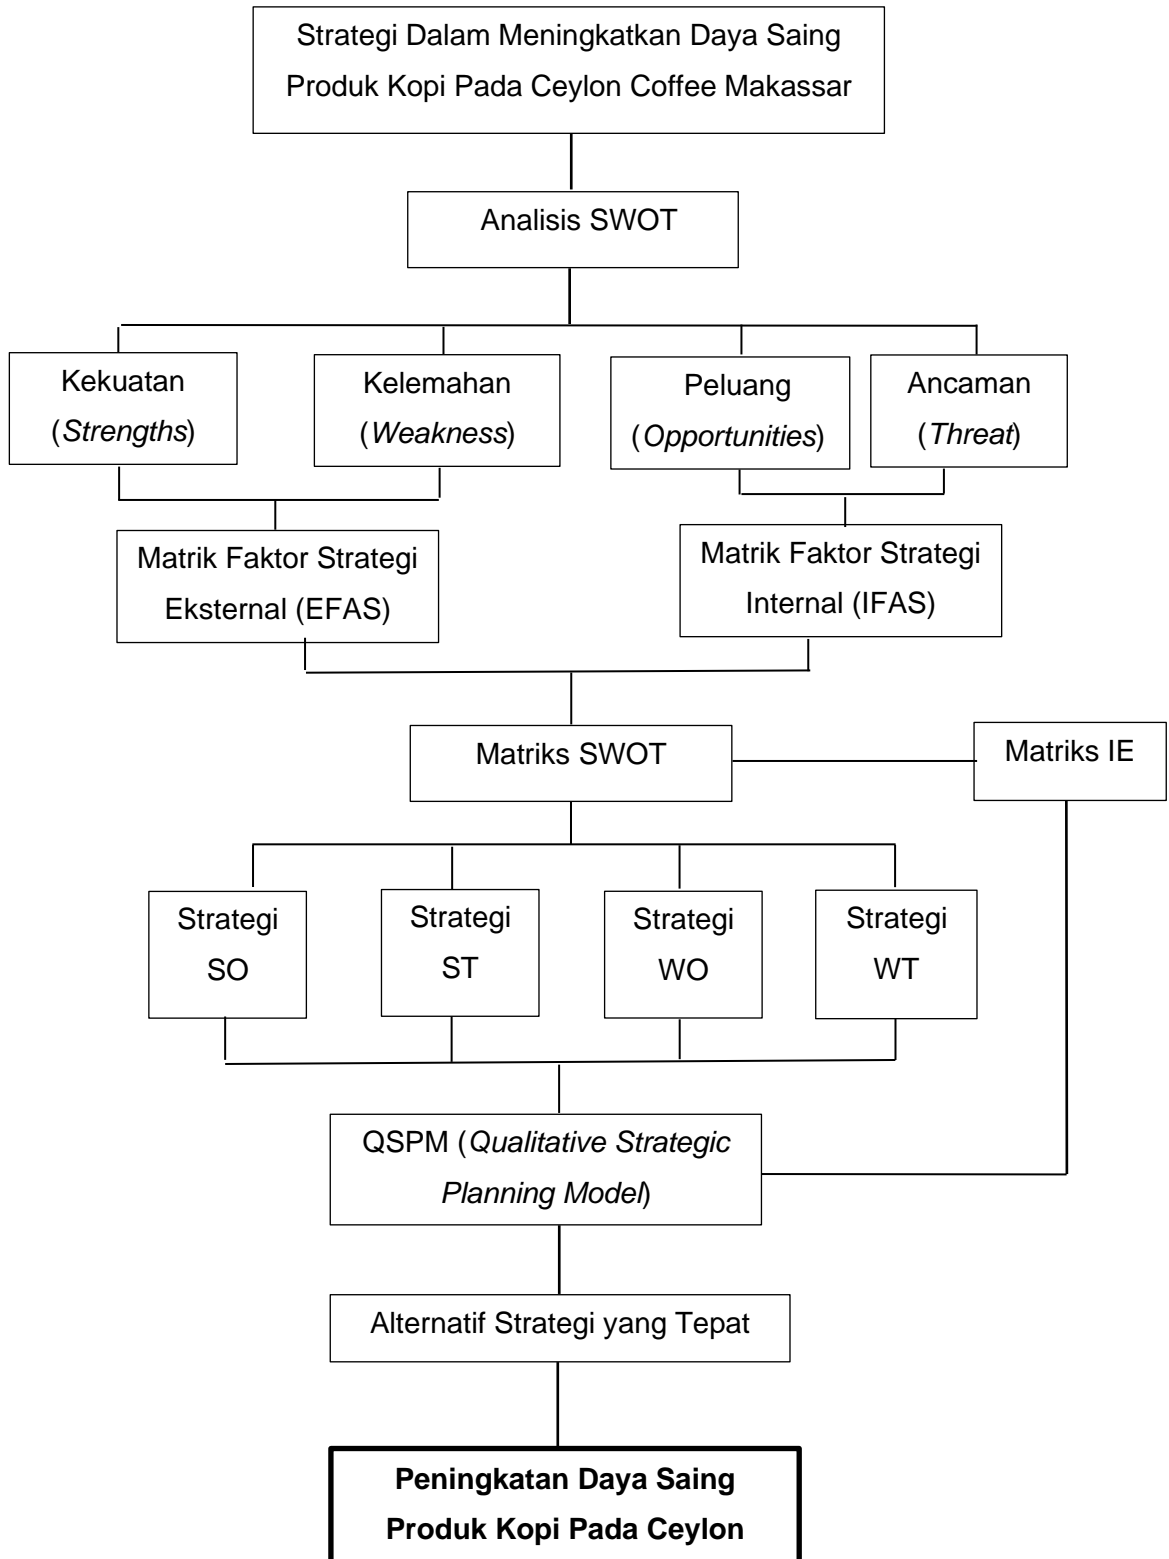 Strategi Dalam Meningkatkan Daya Saing
Produk Kopi Pada Ceylon Coffee Makassar
Analisis SWOT
Kekuatan
(Strengths)
Kelemahan
(Weakness)
Peluang
(Opportunities)
Ancaman
(Threat)
Matrik Faktor Strategi
Eksternal (EFAS)
Matrik Faktor Strategi
Internal (IFAS)
Matriks SWOT
Matriks IE
Strategi
SO
Strategi
ST
Strategi
WO
Strategi
WT
QSPM (Qualitative Strategic
Planning Model)
Alternatif Strategi yang Tepat
Peningkatan Daya Saing
Produk Kopi Pada Ceylon